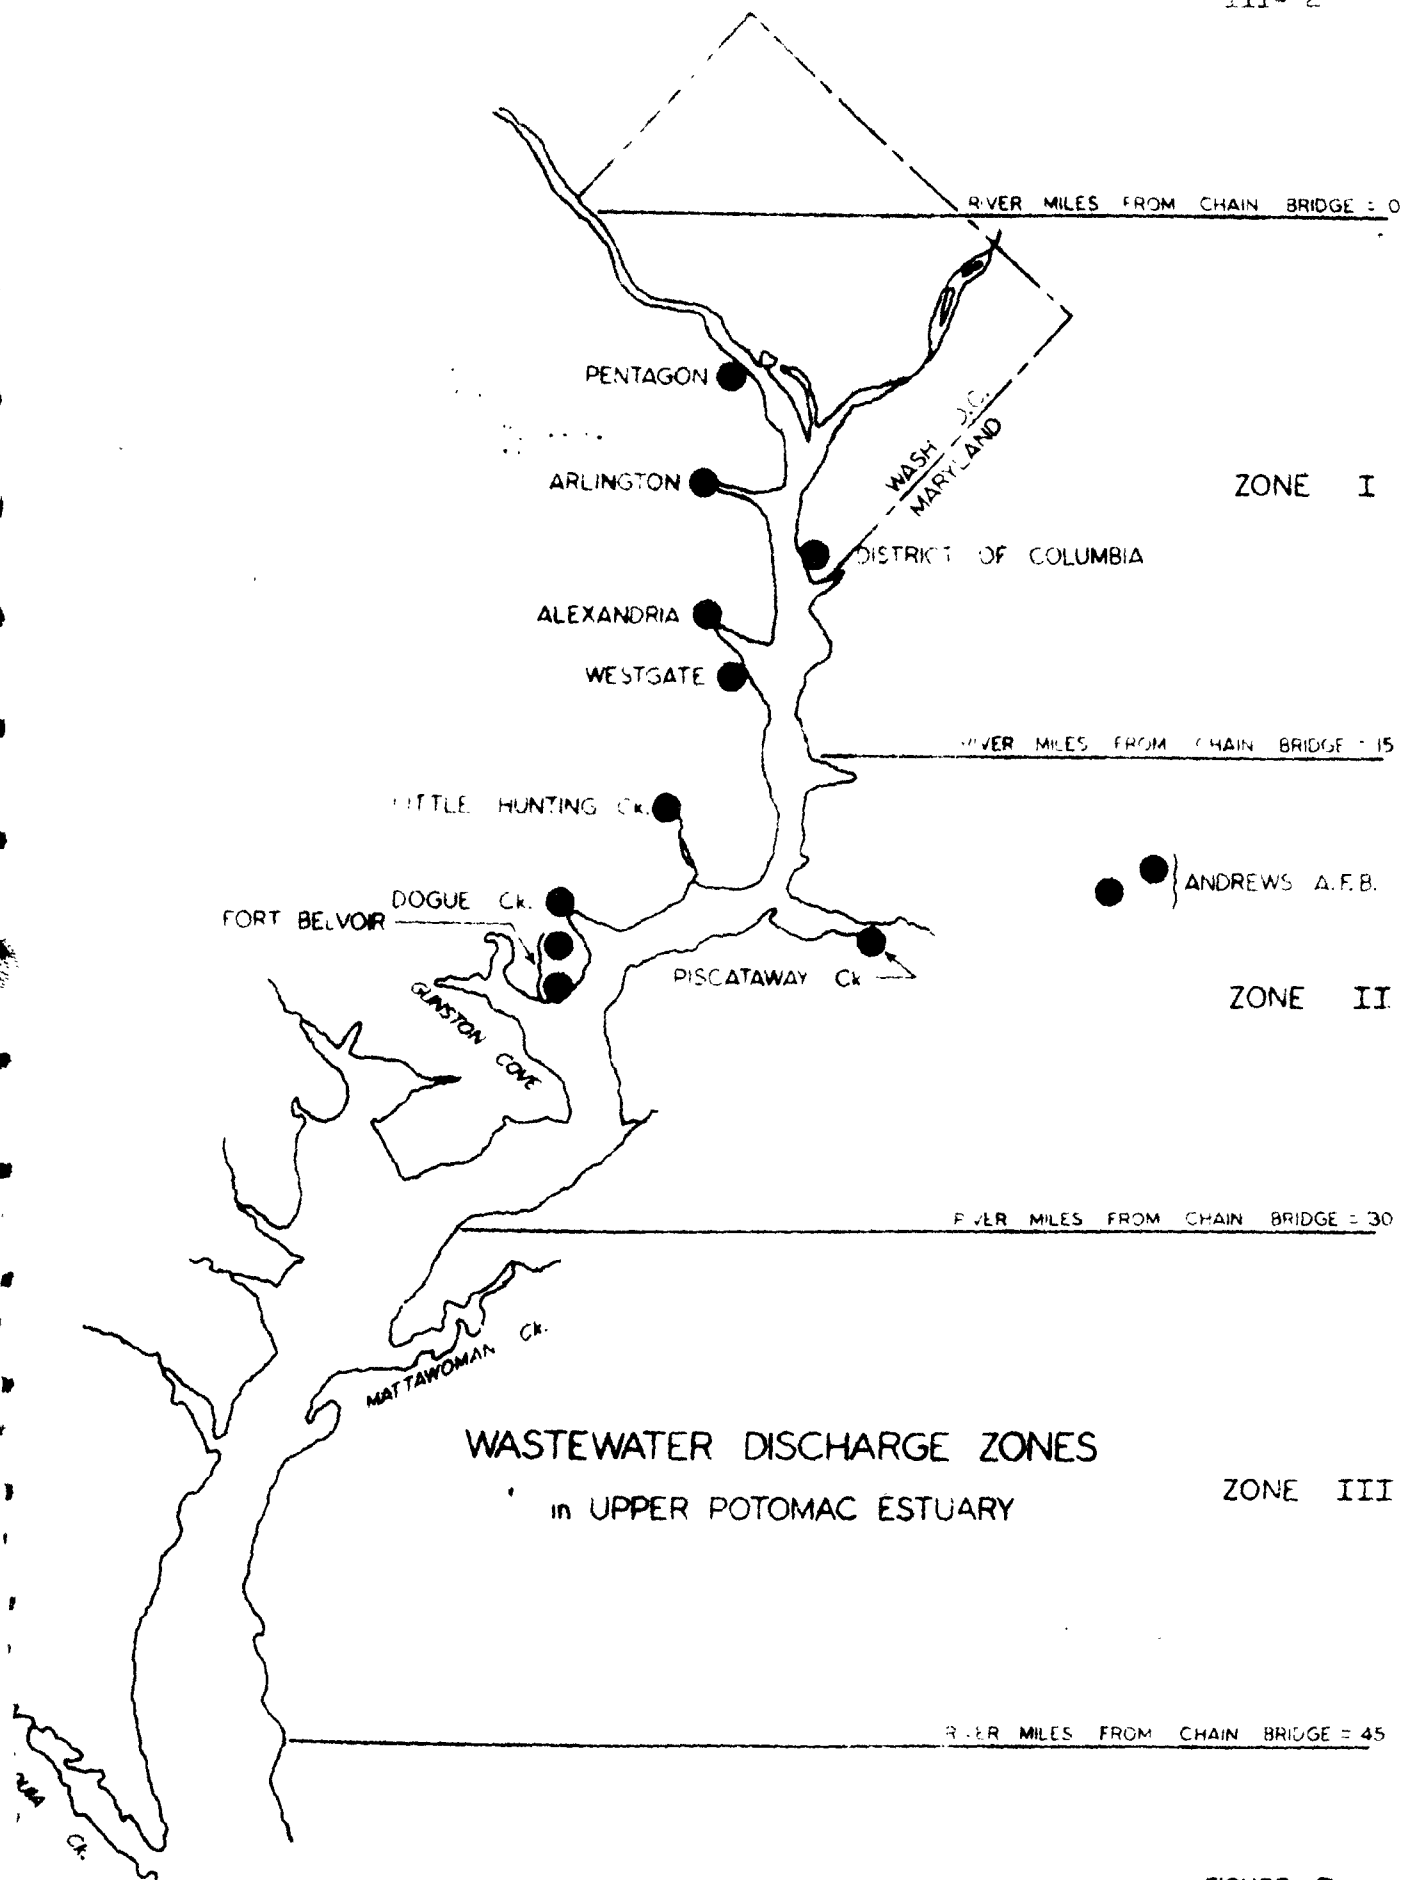 RIVER MILES FROM CHAIN BRIDGE = 0
PENTAGON
WASH D.C.
MARYLAND
ARLINGTON
ZONE I
DISTRICT OF COLUMBIA
ALEXANDRIA
WESTGATE
RIVER MILES FROM CHAIN BRIDGE = 15
LITTLE HUNTING Ck.
ANDREWS A.F.B.
DOGUE Ck.
FORT BELVOIR
PISCATAWAY Ck
GUNSTON COVE
ZONE II
RIVER MILES FROM CHAIN BRIDGE = 30
MATTAWOMAN Ck.
WASTEWATER DISCHARGE ZONES
in UPPER POTOMAC ESTUARY
ZONE III
RIVER MILES FROM CHAIN BRIDGE = 45
Ck.